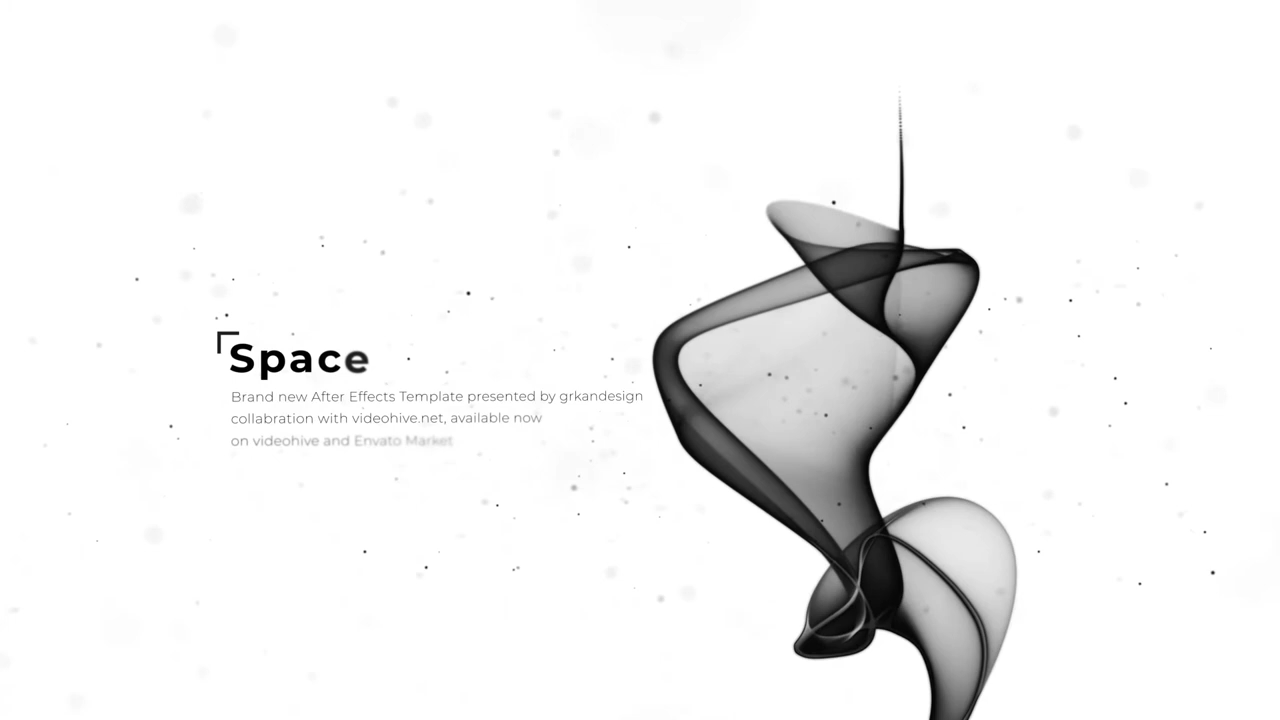 Space
Brand new After Effects Template presented by grkandesign
collabration with videohive.net, available now
on videohive and Envato Market